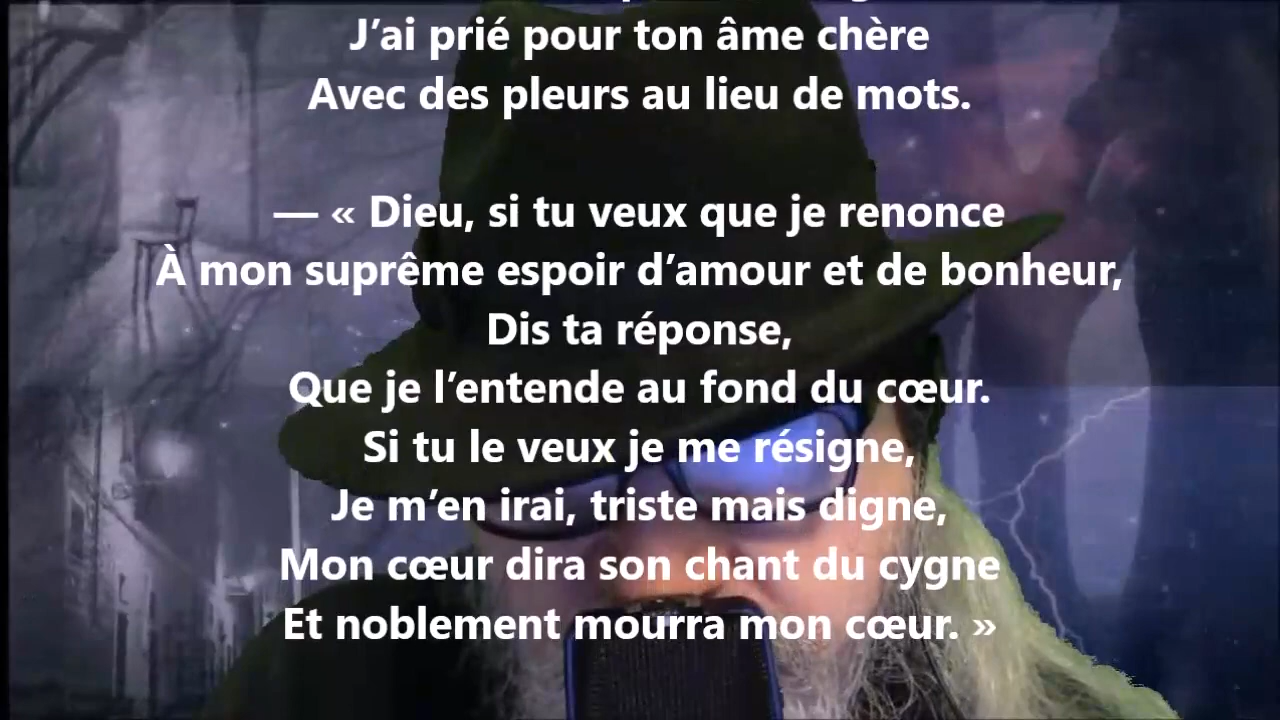 J’ai prié pour ton âme chère
Avec des pleurs au lieu de mots.
— « Dieu, si tu veux que je renonce
À mon suprême espoir d’amour et de bonheur,
Dis ta réponse,
Que je l’entende au fond du cœur.
Si tu le veux je me résigne,
Je m’en irai, triste mais digne,
Mon cœur dira son chant du cygne
Et noblement mourra mon cœur. »